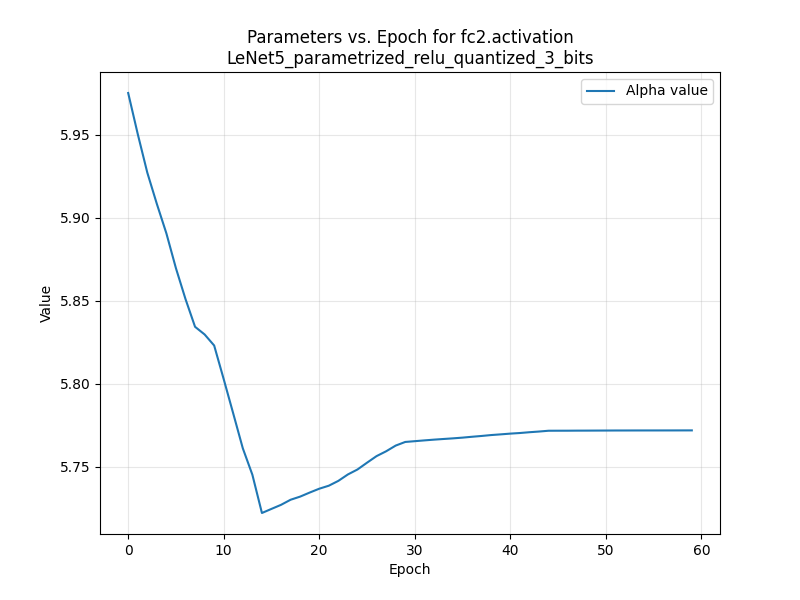 Parameters vs. Epoch for fc2.activation
LeNet5_parametrized_relu_quantized_3_bits
Alpha value
5.95
5.90
5.85
5.80
5.75
Value
0 10 20 30 40 50 60
Epoch